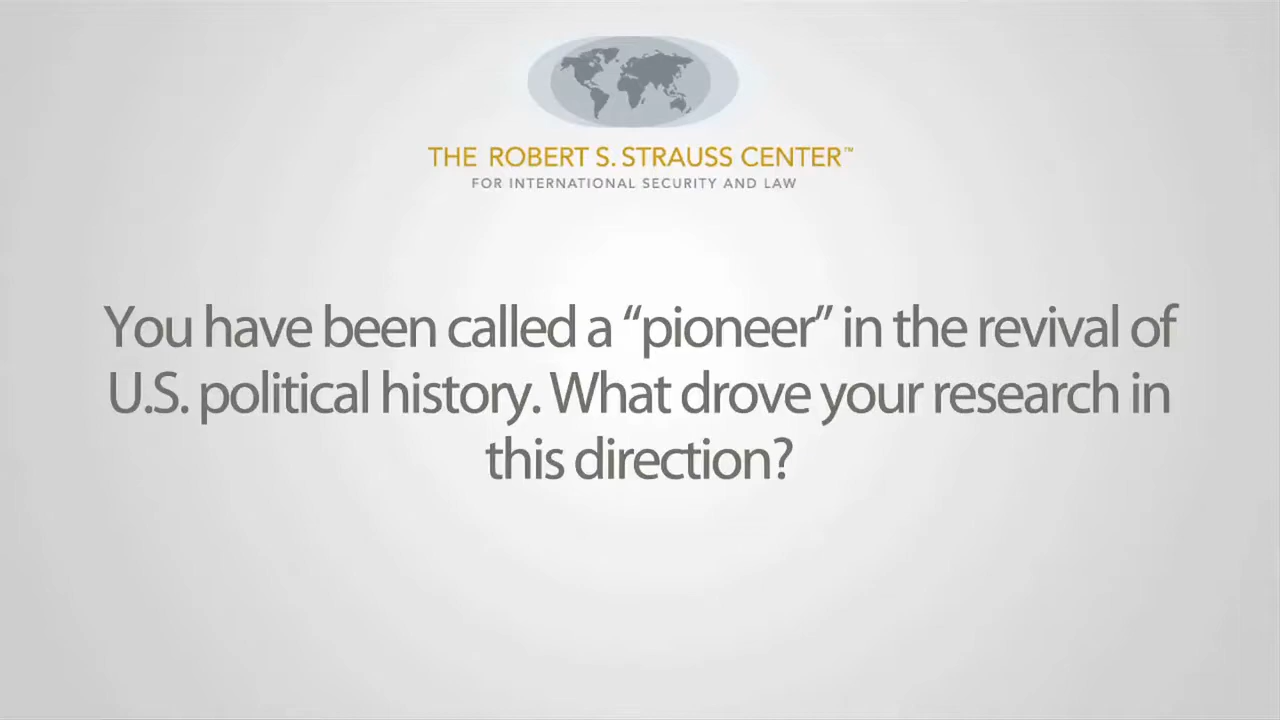 THE ROBERT S. STRAUSS CENTER™
FOR INTERNATIONAL SECURITY AND LAW
You have been called a “pioneer” in the revival of
U.S. political history. What drove your research in
this direction?